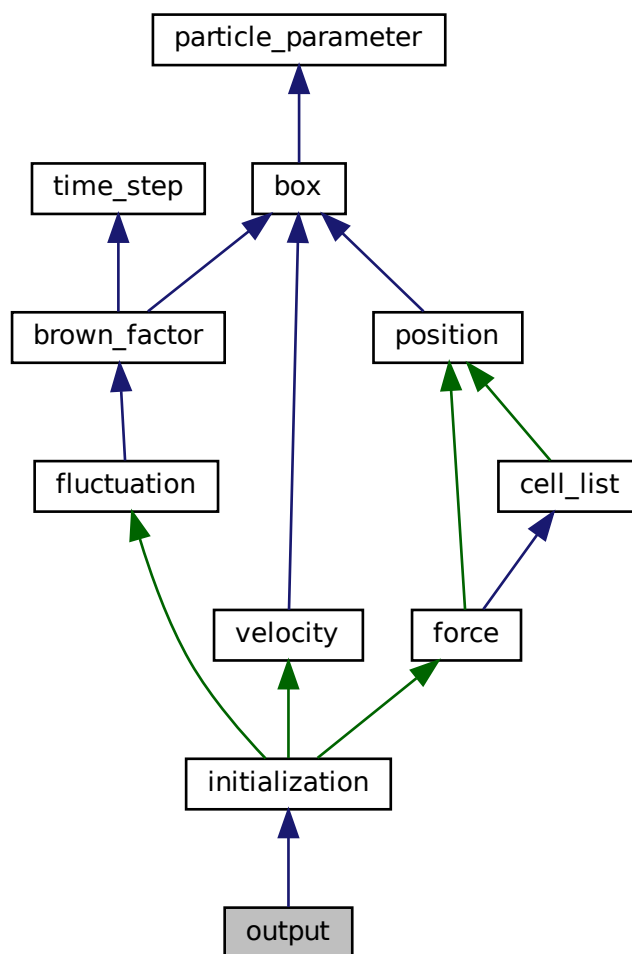 particle_parameter
time_step
box
brown_factor
position
fluctuation
cell_list
velocity
force
initialization
output